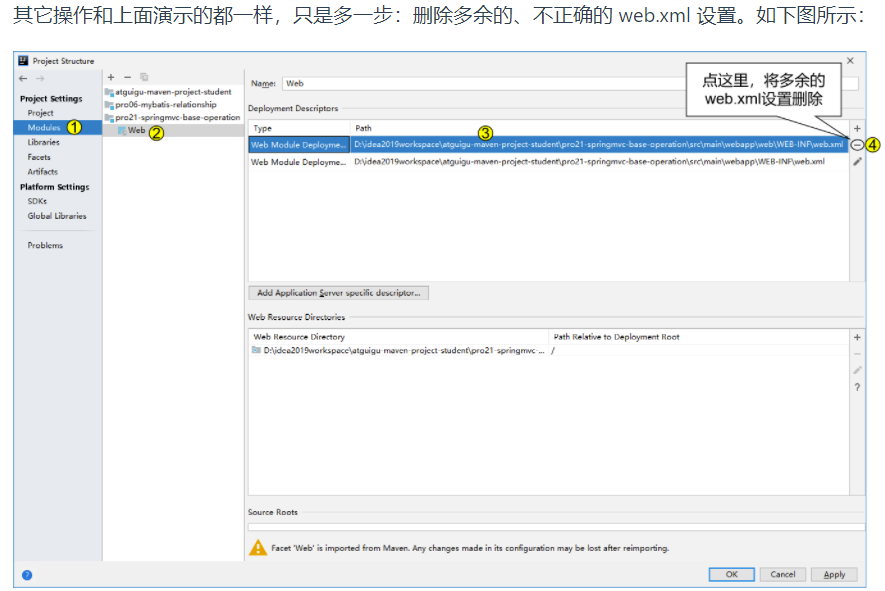 其它操作和上面演示的都一样，只是多一步：删除多余的、不正确的 web.xml 设置。如下图所示：
Project Structure
点这里，将多余的
web.xml设置删除
Project Settings
Project
Modules ①
Libraries
Facets
Artifacts
Platform Settings
SDKs
Global Libraries
Problems
atguigu-maven-project-student
pro06-mybatis-relationship
pro21-springmvc-base-operation
Web ②
Name: Web
Deployment Descriptors
Type Path ③
Web Module Deployme... D:\idea2019workspace\atguigu-maven-project-student\pro21-springmvc-base-operation\src\main\webapp\web\WEB-INF\web.xml ④
Web Module Deployme... D:\idea2019workspace\atguigu-maven-project-student\pro21-springmvc-base-operation\src\main\webapp\WEB-INF\web.xml
Add Application Server specific descriptor...
Web Resource Directories
Web Resource Directory Path Relative to Deployment Root
D:\idea2019workspace\atguigu-maven-project-student\pro21-springmvc-... /
Source Roots
Facet 'Web' is imported from Maven. Any changes made in its configuration may be lost after reimporting.
OK Cancel Apply